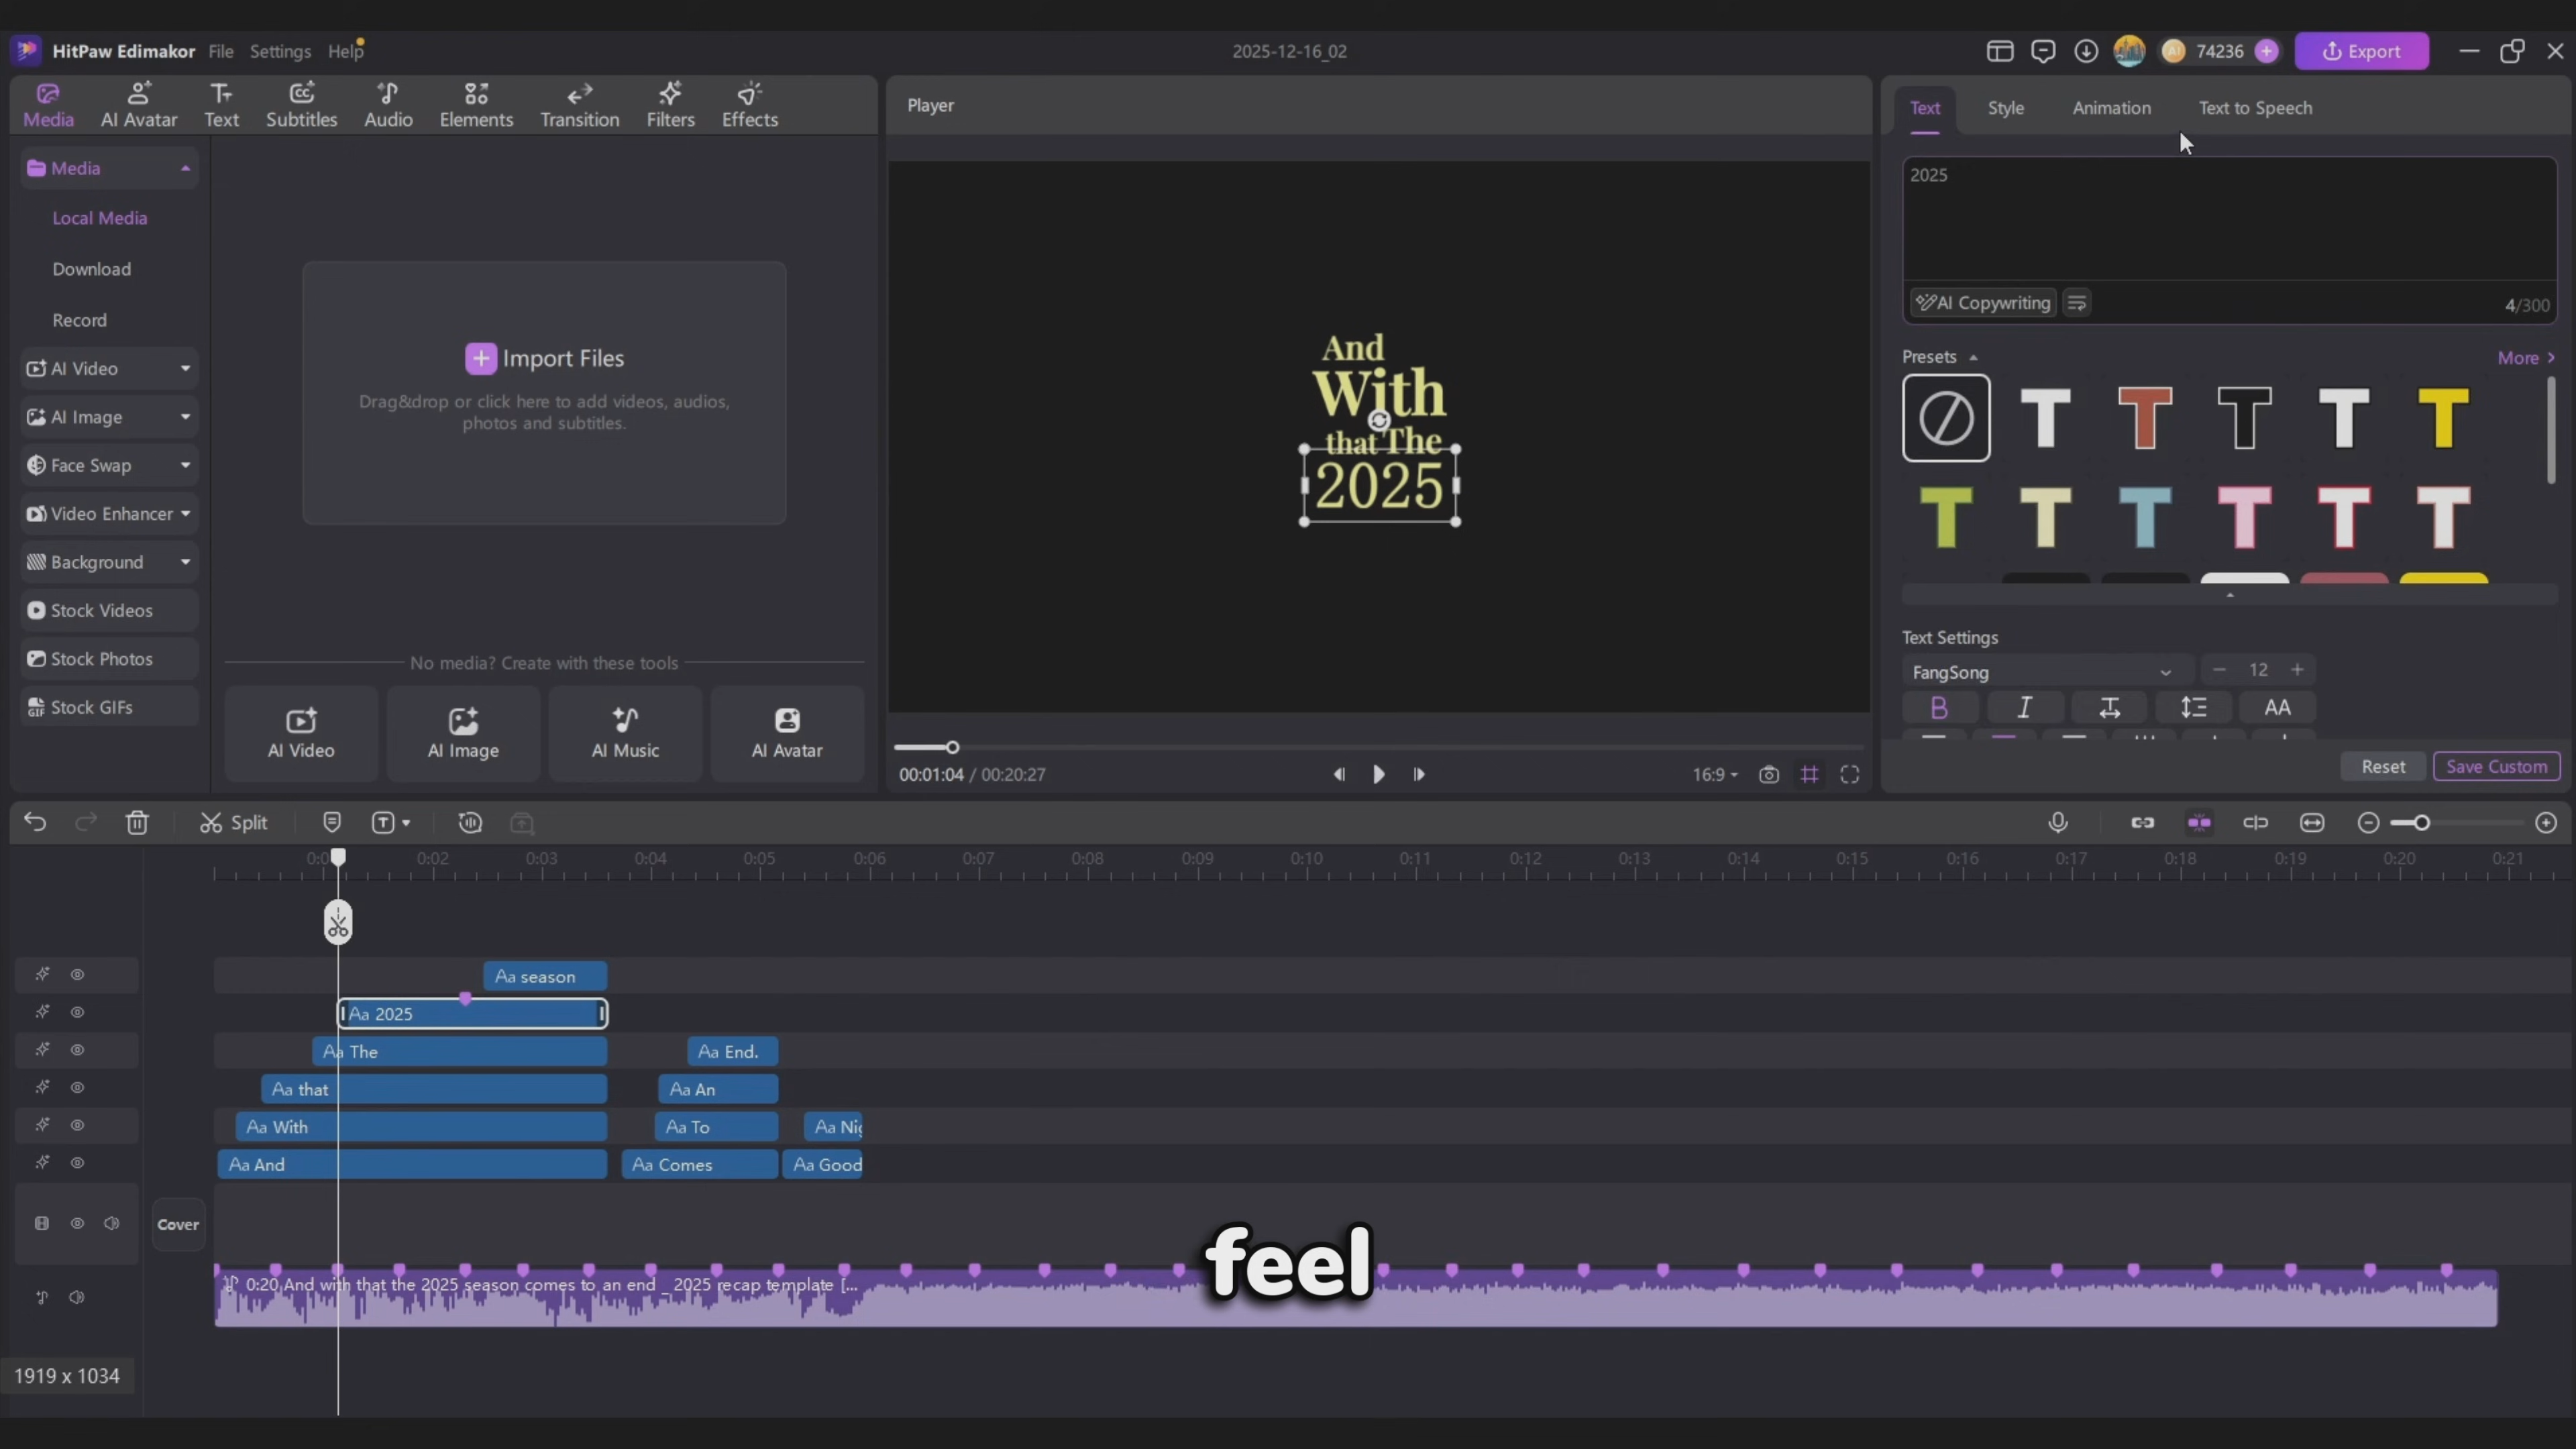 HitPaw Edimakor File Settings Help 2025-12-16_02 74236 Export
Media AI Avatar Text Subtitles Audio Elements Transition Filters Effects
Player
Text Style Animation Text to Speech
Media
Local Media
Download
Record
AI Video
AI Image
Face Swap
Video Enhancer
Background
Stock Videos
Stock Photos
Stock GIFs
Import Files
Drag&drop or click here to add videos, audios,
photos and subtitles.
No media? Create with these tools
AI Video AI Image AI Music AI Avatar
And
With
that The
2025
00:01:04 / 00:20:27 16:9
2025
AI Copywriting 4/300
Presets More
T T T T T
T T T T T T
Text Settings
FangSong 12
B I T AA
Reset Save Custom
Split
0:02 0:03 0:04 0:05 0:06 0:07 0:08 0:09 0:10 0:11 0:12 0:13 0:14 0:15 0:16 0:17 0:18 0:19 0:20 0:21
Aa season
Aa 2025
Aa The Aa End.
Aa that Aa An
Aa With Aa To Aa Nig
Aa And Aa Comes Aa Good
Cover
feel
0:20 And with that the 2025 season comes to an end _ 2025 recap template [...
1919 x 1034